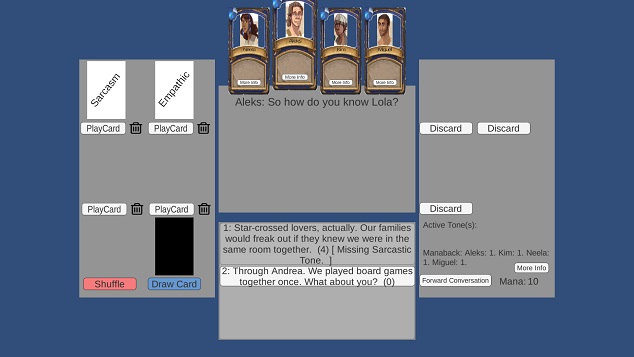 Neela
Aleks
Kim
Miguel
More Info
More Info
More Info
More Info
Sarcasm
Empathic
PlayCard
PlayCard
Aleks: So how do you know Lola?
Discard
Discard
PlayCard
PlayCard
Discard
Active Tone(s):
1: Star-crossed lovers, actually. Our families
would freak out if they knew we were in the
same room together. (4) [ Missing Sarcastic
Tone. ]
2: Through Andrea. We played board games
together once. What about you? (0)
Manaback: Aleks: 1. Kim: 1. Neela:
1. Miguel: 1.
More Info
Shuffle
Draw Card
Forward Conversation
Mana: 10